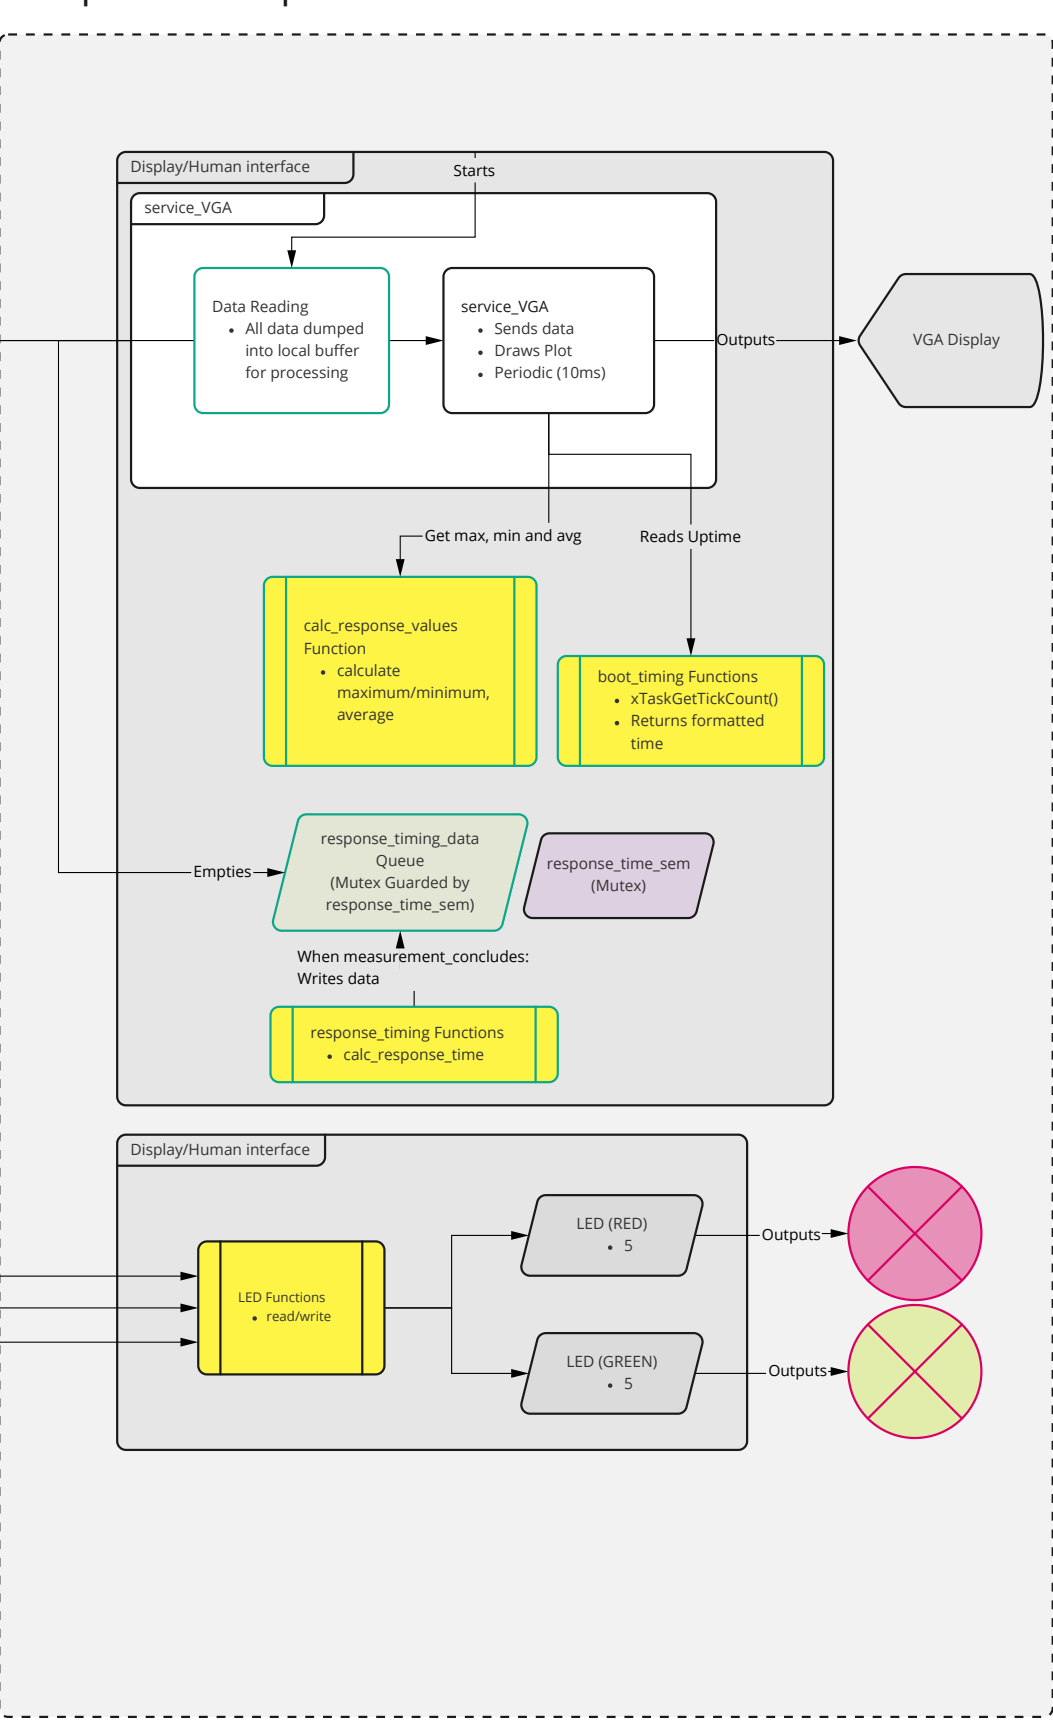 Display/Human interface
Starts
service_VGA
Data Reading
• All data dumped
into local buffer
for processing
service_VGA
• Sends data
• Draws Plot
• Periodic (10ms)
Outputs
VGA Display
Get max, min and avg
Reads Uptime
calc_response_values
Function
• calculate
maximum/minimum,
average
boot_timing Functions
• xTaskGetTickCount()
• Returns formatted
time
response_timing_data
Queue
(Mutex Guarded by
response_time_sem)
response_time_sem
(Mutex)
Empties
When measurement_concludes:
Writes data
response_timing Functions
• calc_response_time
Display/Human interface
LED (RED)
• 5
Outputs
LED Functions
• read/write
LED (GREEN)
• 5
Outputs